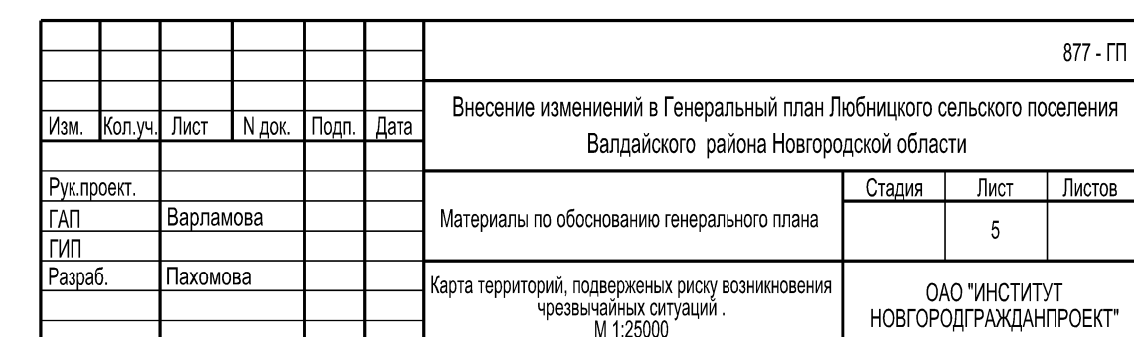 877 - ГП
Внесение измениений в Генеральный план Любницкого сельского поселения
Валдайского района Новгородской области
Изм. Кол.уч. Лист N док. Подп. Дата
Рук.проект.
ГАП Варламова
ГИП
Разраб. Пахомова
Материалы по обоснованию генерального плана
Стадия Лист Листов
5
Карта территорий, подверженых риску возникновения
чрезвычайных ситуаций .
М 1:25000
ОАО "ИНСТИТУТ
НОВГОРОДГРАЖДАНПРОЕКТ"